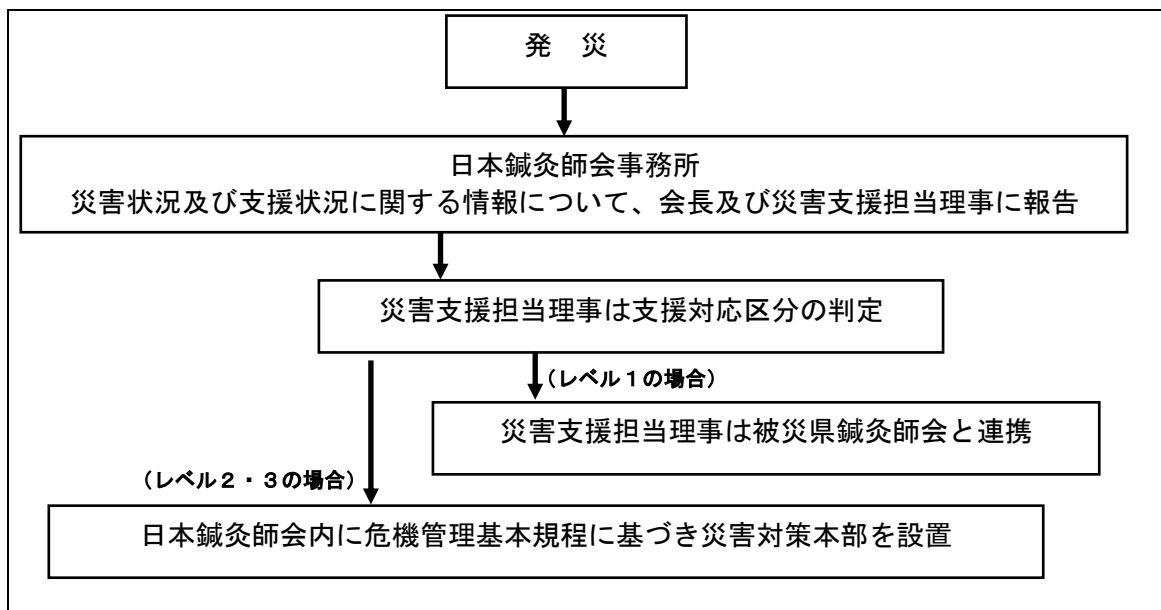 発 災
日本鍼灸師会事務所
災害状況及び支援状況に関する情報について、会長及び災害支援担当理事に報告
災害支援担当理事は支援対応区分の判定
（レベル１の場合）
災害支援担当理事は被災県鍼灸師会と連携
（レベル２・３の場合）
日本鍼灸師会内に危機管理基本規程に基づき災害対策本部を設置